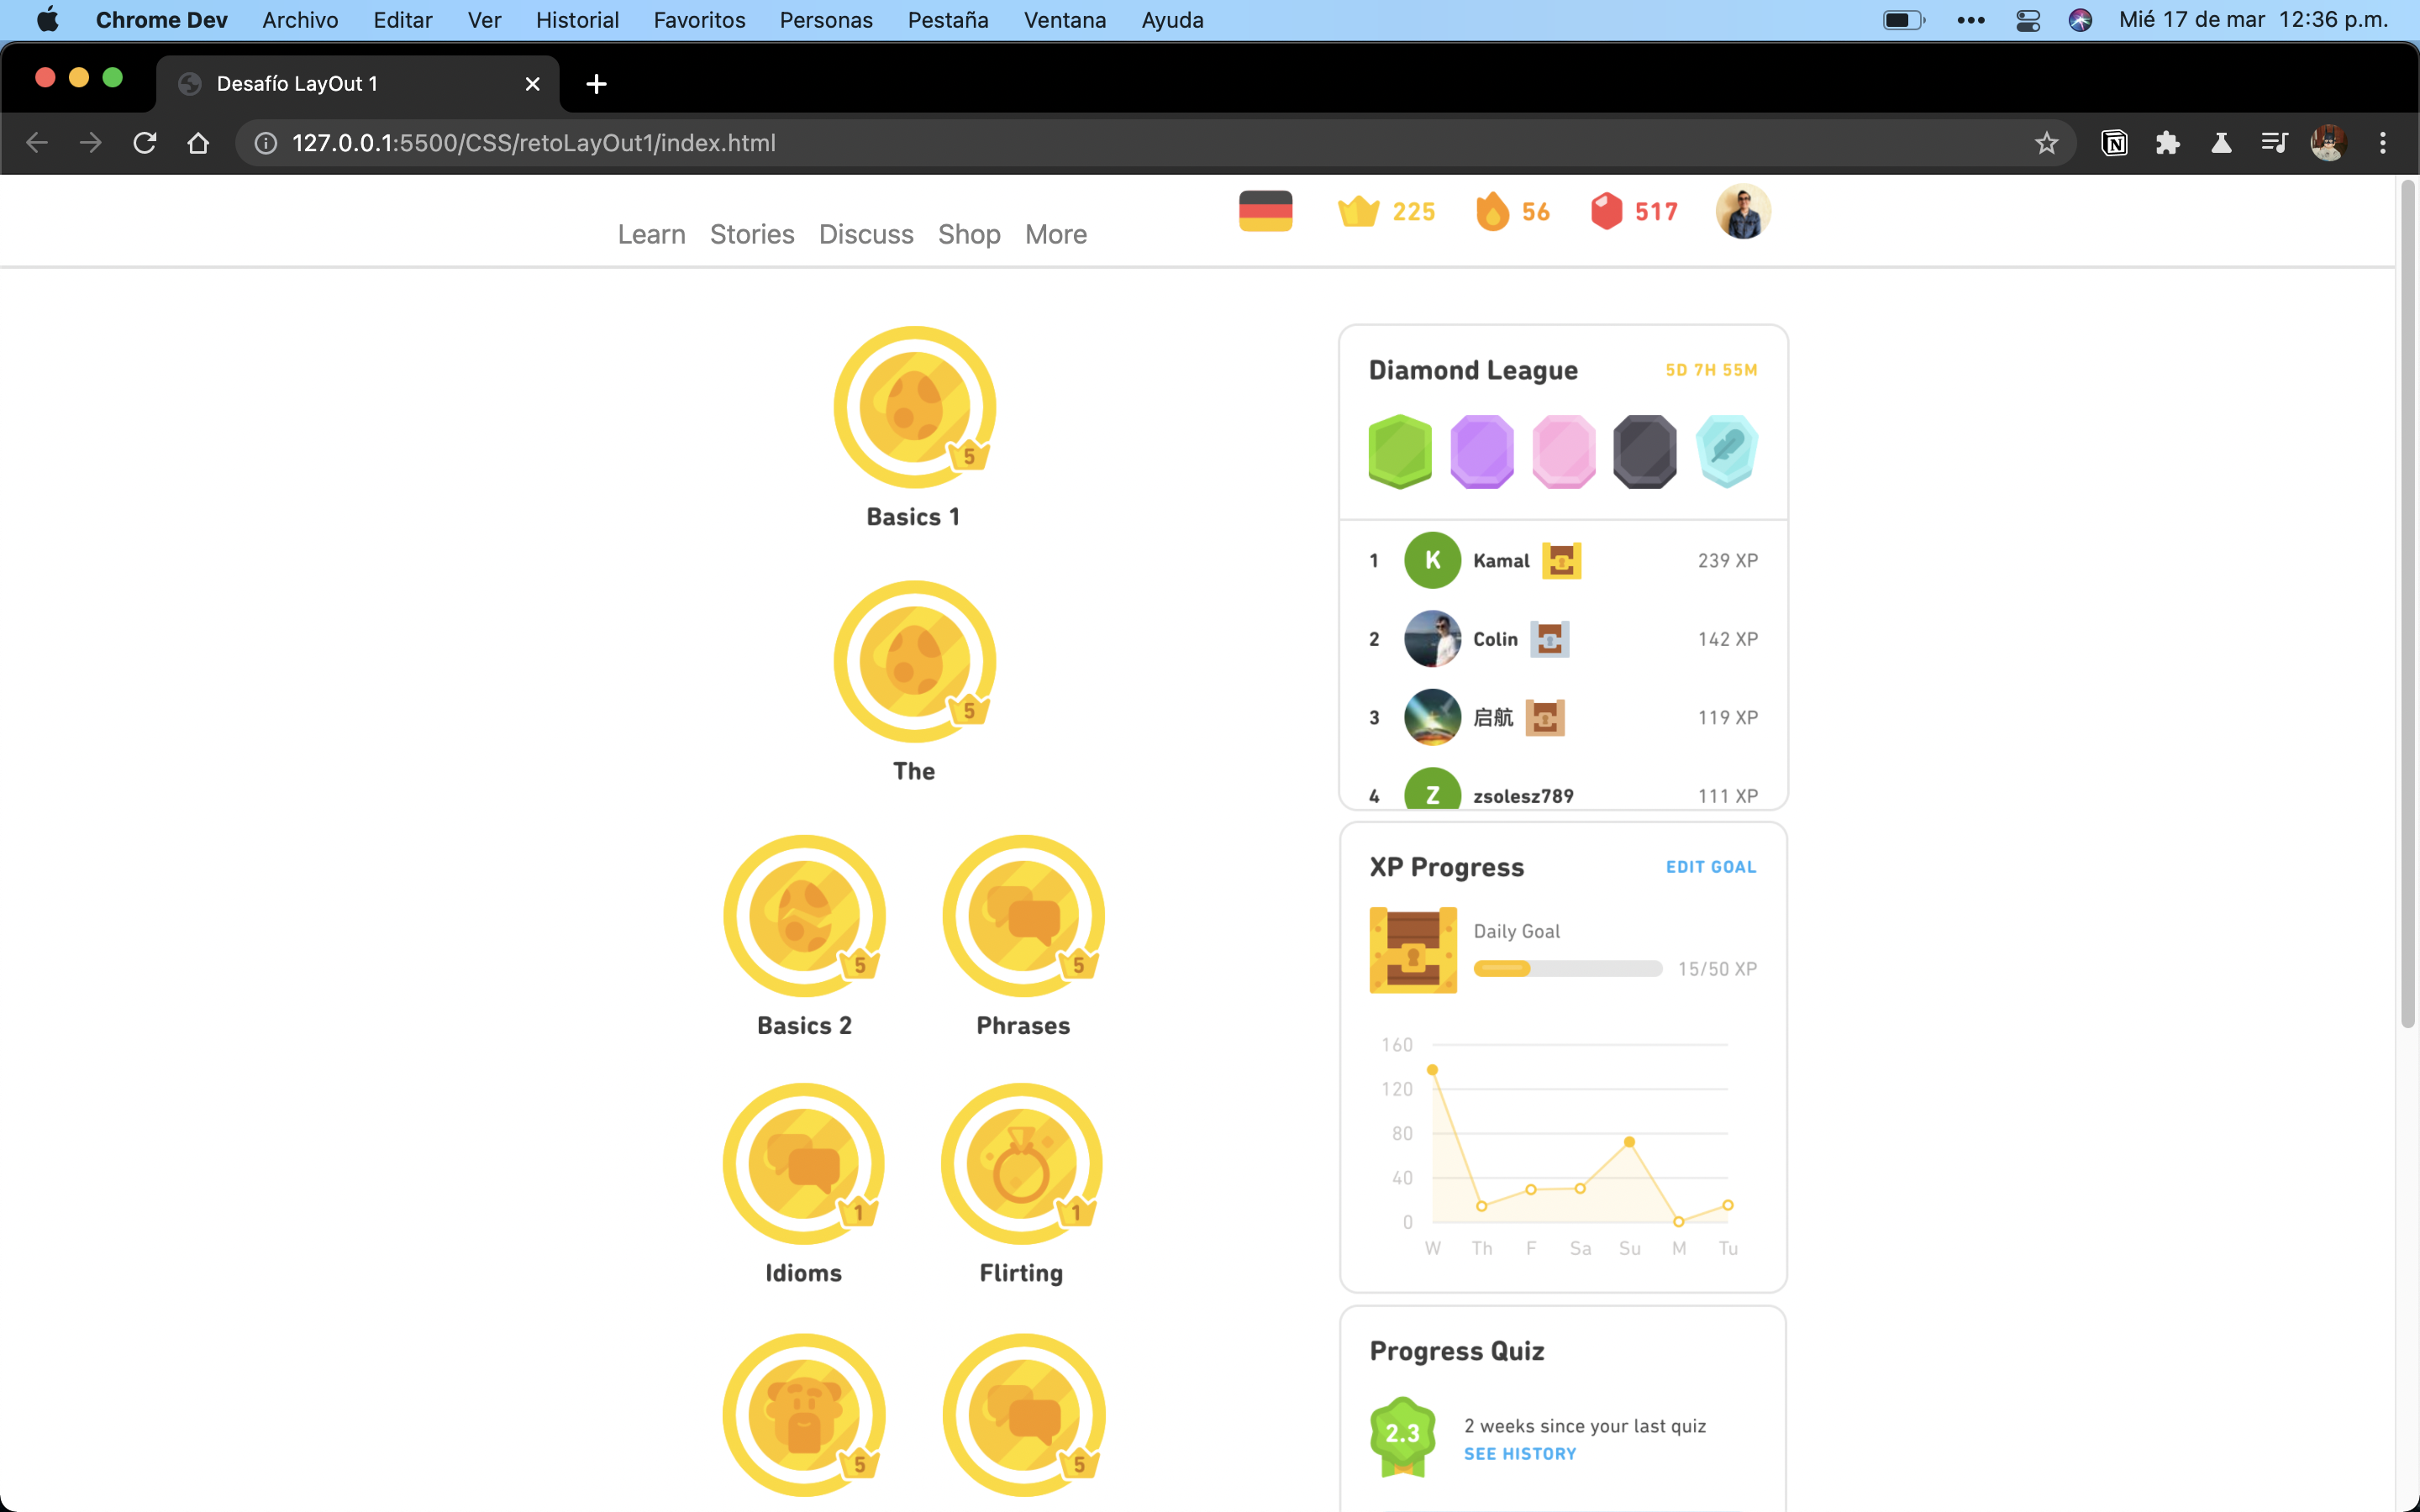 Chrome Dev Archivo Editar Ver Historial Favoritos Personas Pestaña Ventana Ayuda Mié 17 de mar 12:36 p.m.
Desafío LayOut 1
127.0.0.1:5500/CSS/retoLayOut1/index.html
Learn Stories Discuss Shop More 225 56 517
5
Basics 1
5
The
5 5
Basics 2 Phrases
1 1
Idioms Flirting
5 5
Diamond League 5D 7H 55M
1 K Kamal 239 XP
2 Colin 142 XP
3 启航 119 XP
4 Z zsolesz789 111 XP
XP Progress EDIT GOAL
Daily Goal
15/50 XP
160
120
80
40
0
W Th F Sa Su M Tu
Progress Quiz
2.3 2 weeks since your last quiz
SEE HISTORY